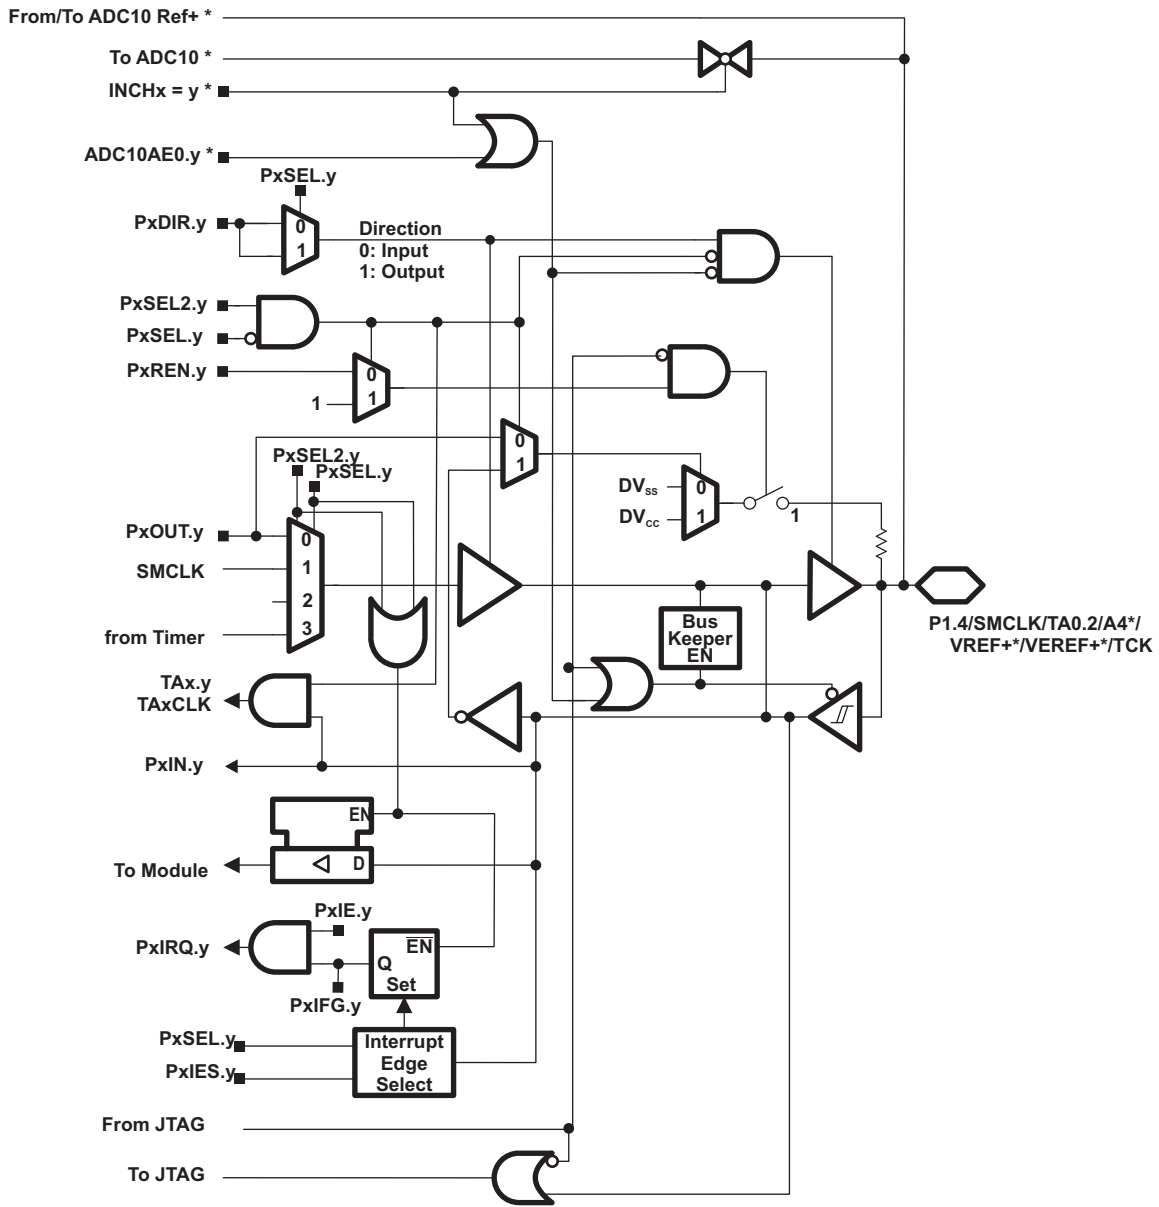 From/To ADC10 Ref+ *
To ADC10 *
INCHx = y *
ADC10AE0.y *
PxSEL.y
PxDIR.y
0
1
Direction
0: Input
1: Output
PxSEL2.y
PxSEL.y
PxREN.y
0
1
1
0
1
PxSEL2.y
PxSEL.y
DVSS
DVCC
0
1
1
PxOUT.y
SMCLK
from Timer
0
1
2
3
Bus
Keeper
EN
P1.4/SMCLK/TA0.2/A4*/
VREF+*/VEREF+*/TCK
TAx.y
TAxCLK
PxIN.y
EN
D
To Module
PxIE.y
PxIRQ.y
EN
Q
Set
PxIFG.y
PxSEL.y
PxIES.y
Interrupt
Edge
Select
From JTAG
To JTAG